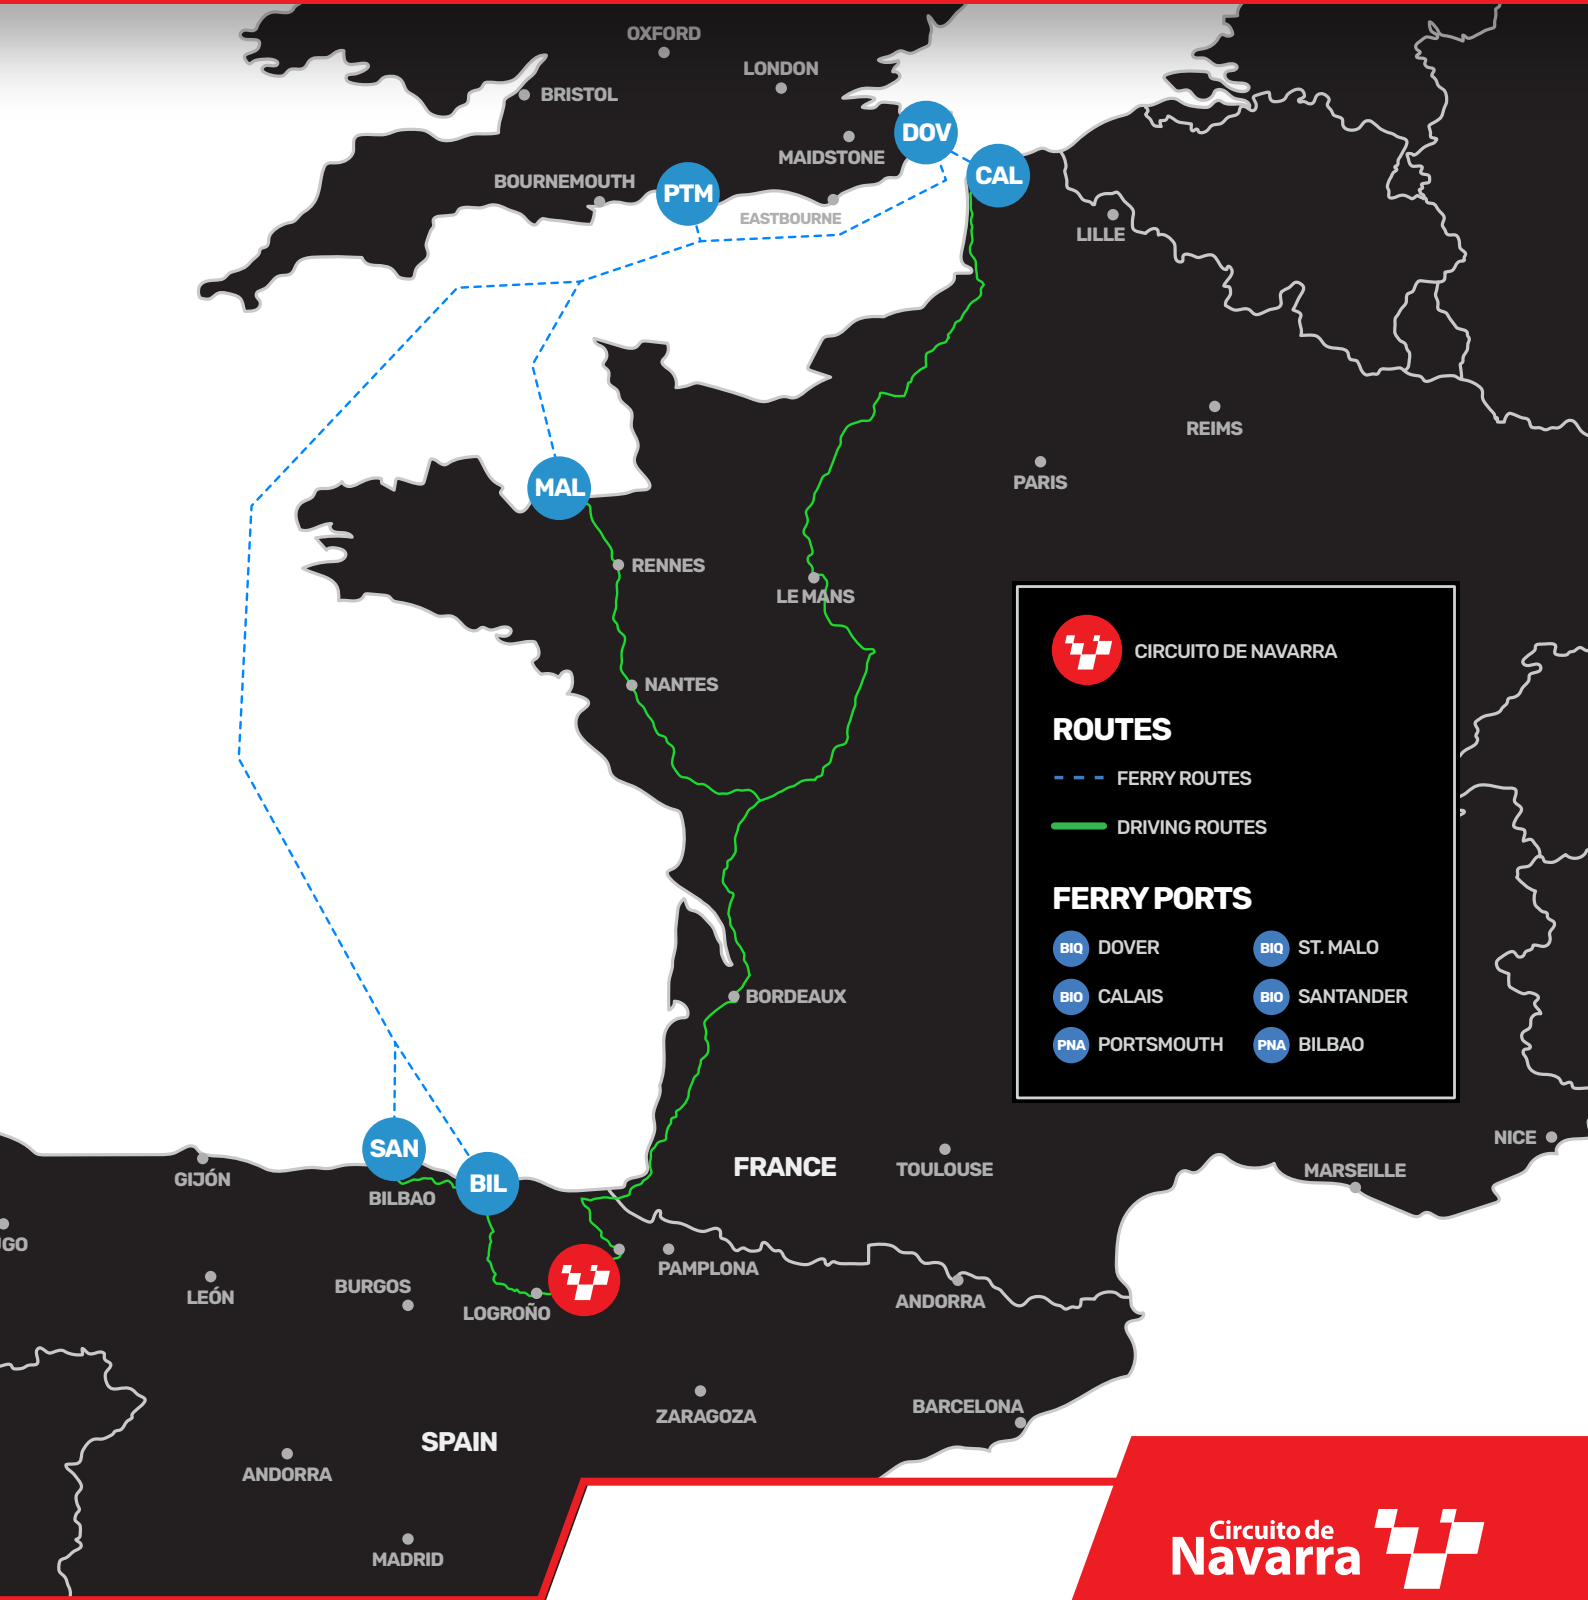 OXFORD
LONDON
BRISTOL
DOV
MAIDSTONE
CAL
BOURNEMOUTH
PTM
EASTBOURNE
LILLE
REIMS
PARIS
MAL
RENNES
LE MANS
NANTES
CIRCUITO DE NAVARRA
ROUTES
FERRY ROUTES
DRIVING ROUTES
FERRY PORTS
BIQ DOVER
BIQ ST. MALO
BIO CALAIS
BIO SANTANDER
PNA PORTSMOUTH
PNA BILBAO
BORDEAUX
SAN
BIL
GIJÓN
BILBAO
FRANCE
TOULOUSE
NICE
MARSEILLE
GO
PAMPLONA
LEÓN
BURGOS
LOGROÑO
ANDORRA
ZARAGOZA
BARCELONA
SPAIN
ANDORRA
MADRID
Circuito de
Navarra